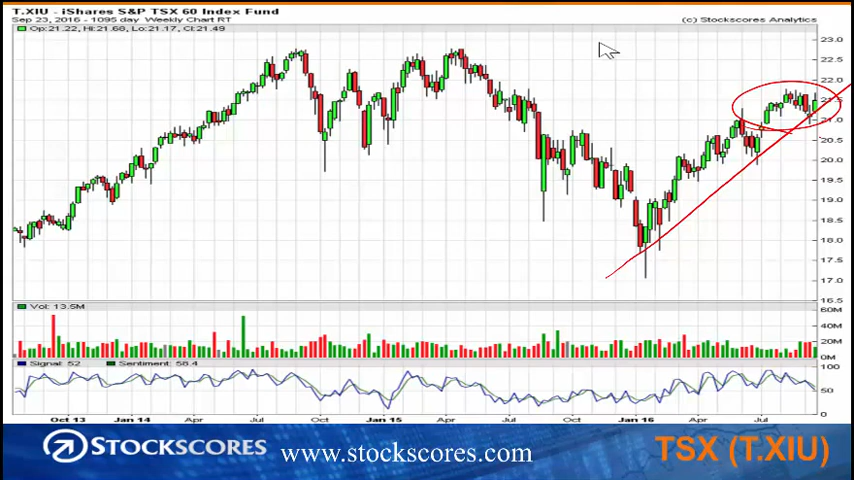 T.XIU - iShares S&P TSX 60 Index Fund
Sep 23, 2016 - 1095 day Weekly Chart RT
(c) Stockscores Analytics
Op:21.22, Hi:21.66, Lo:21.17, Cl:21.49
23.0
22.5
22.0
21.5
21.0
20.5
20.0
19.5
19.0
18.5
18.0
17.5
17.0
16.5
Vol: 13.5M
60M
40M
20M
0M
Signal: 52 Sentiment: 58.4
100
50
0
Oct 13 Jan 14 Apr Jul Oct Jan 15 Apr Jul Oct Jan 16 Apr Jul
STOCKSCORES www.stockscores.com TSX (T.XIU)